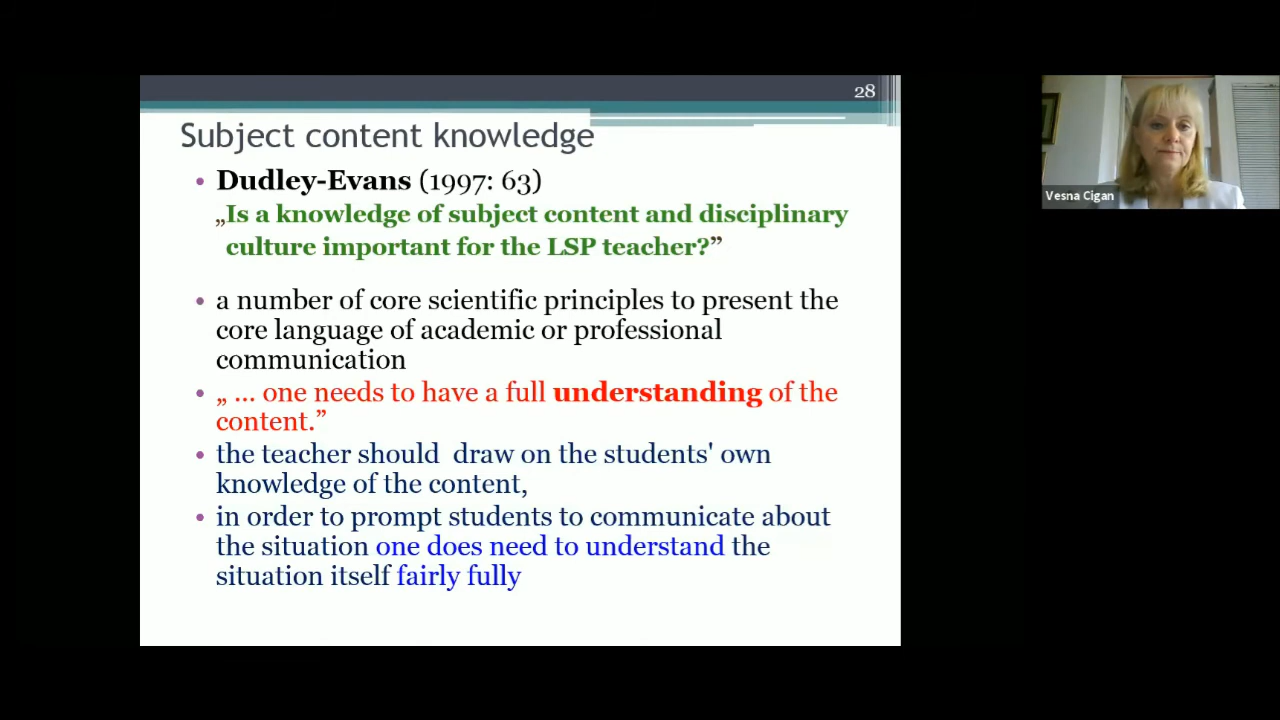 28
Subject content knowledge
• Dudley-Evans (1997: 63)
„Is a knowledge of subject content and disciplinary
culture important for the LSP teacher?”
• a number of core scientific principles to present the
core language of academic or professional
communication
• „ ... one needs to have a full understanding of the
content.”
• the teacher should  draw on the students' own
knowledge of the content,
• in order to prompt students to communicate about
the situation one does need to understand the
situation itself fairly fully
Vesna Cigan